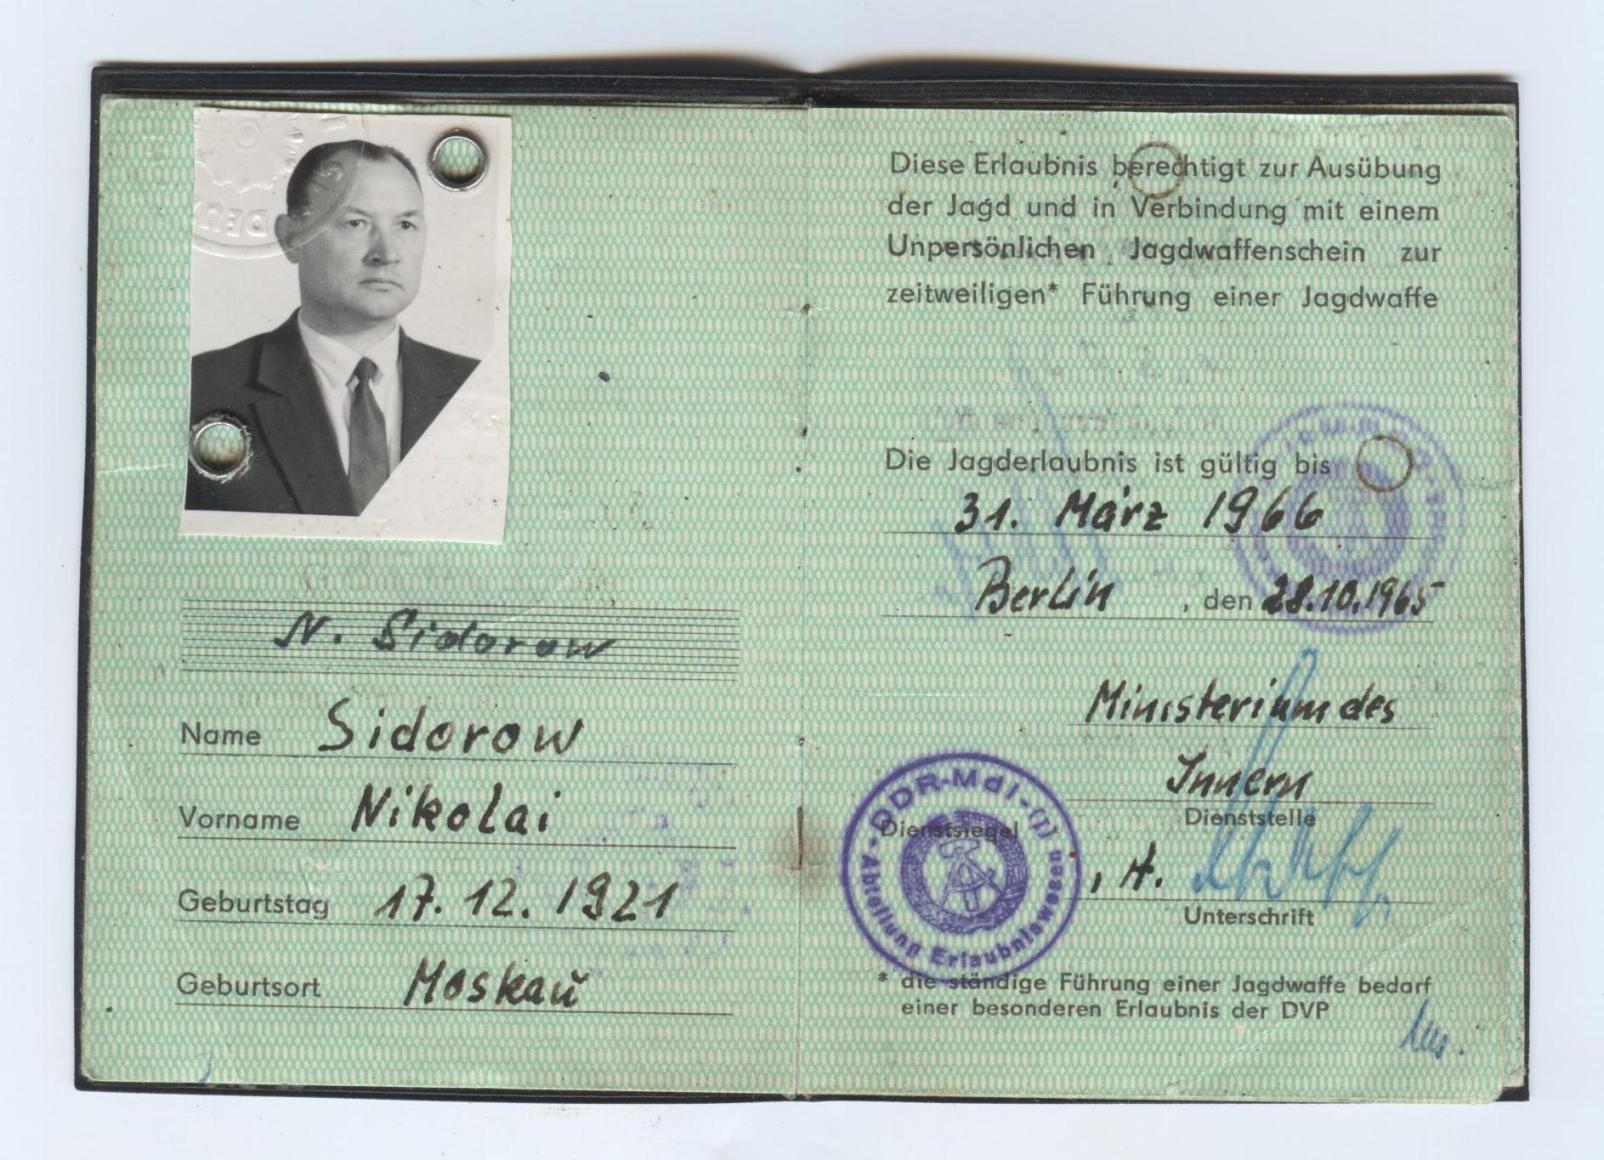 N. Sidorow
Name Sidorow
Vorname Nikolai
Geburtstag 17. 12. 1921
Geburtsort Moskau
Diese Erlaubnis berechtigt zur Ausübung
der Jagd und in Verbindung mit einem
Unpersönlichen Jagdwaffenschein zur
zeitweiligen* Führung einer Jagdwaffe
Die Jagderlaubnis ist gültig bis
31. März 1966
Berlin, den 28.10.1965
Ministerium des
Innern
Dienststelle
Dienstsiegel
DDR-MdI-(j)
Abteilung Erlaubniswesen
Unterschrift
* die ständige Führung einer Jagdwaffe bedarf
einer besonderen Erlaubnis der DVP